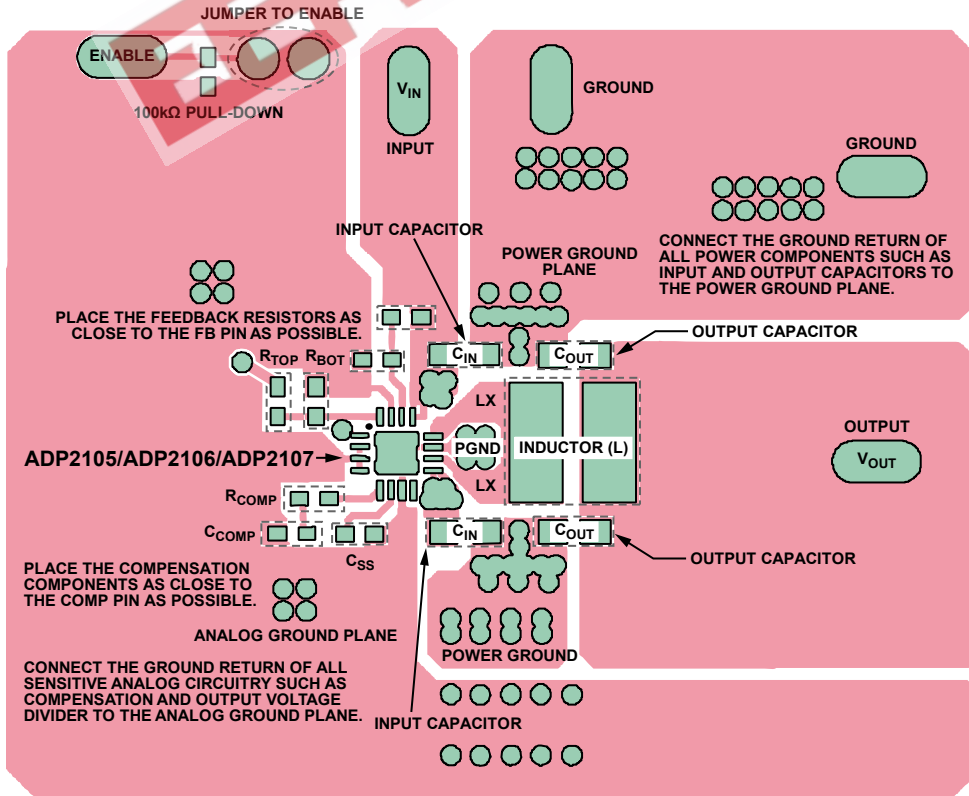 JUMPER TO ENABLE
ENABLE
100kΩ PULL-DOWN
VIN
INPUT
GROUND
GROUND
CONNECT THE GROUND RETURN OF
ALL POWER COMPONENTS SUCH AS
INPUT AND OUTPUT CAPACITORS TO
THE POWER GROUND PLANE.
INPUT CAPACITOR
POWER GROUND
PLANE
PLACE THE FEEDBACK RESISTORS AS
CLOSE TO THE FB PIN AS POSSIBLE.
OUTPUT CAPACITOR
RTOP
RBOT
CIN
COUT
LX
PGND
INDUCTOR (L)
LX
OUTPUT
VOUT
ADP2105/ADP2106/ADP2107
RCOMP
CCOMP
CSS
CIN
COUT
OUTPUT CAPACITOR
PLACE THE COMPENSATION
COMPONENTS AS CLOSE TO
THE COMP PIN AS POSSIBLE.
ANALOG GROUND PLANE
POWER GROUND
CONNECT THE GROUND RETURN OF ALL
SENSITIVE ANALOG CIRCUITRY SUCH AS
COMPENSATION AND OUTPUT VOLTAGE
DIVIDER TO THE ANALOG GROUND PLANE.
INPUT CAPACITOR